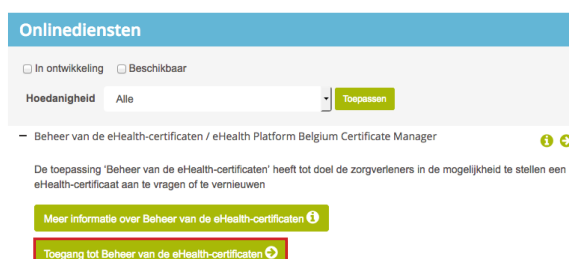 Onlinediensten
In ontwikkeling Beschikbaar
Hoedanigheid Alle Toepassen
Beheer van de eHealth-certificaten / eHealth Platform Belgium Certificate Manager
De toepassing 'Beheer van de eHealth-certificaten' heeft tot doel de zorgverleners in de mogelijkheid te stellen een
eHealth-certificaat aan te vragen of te vernieuwen
Meer informatie over Beheer van de eHealth-certificaten
Toegang tot Beheer van de eHealth-certificaten